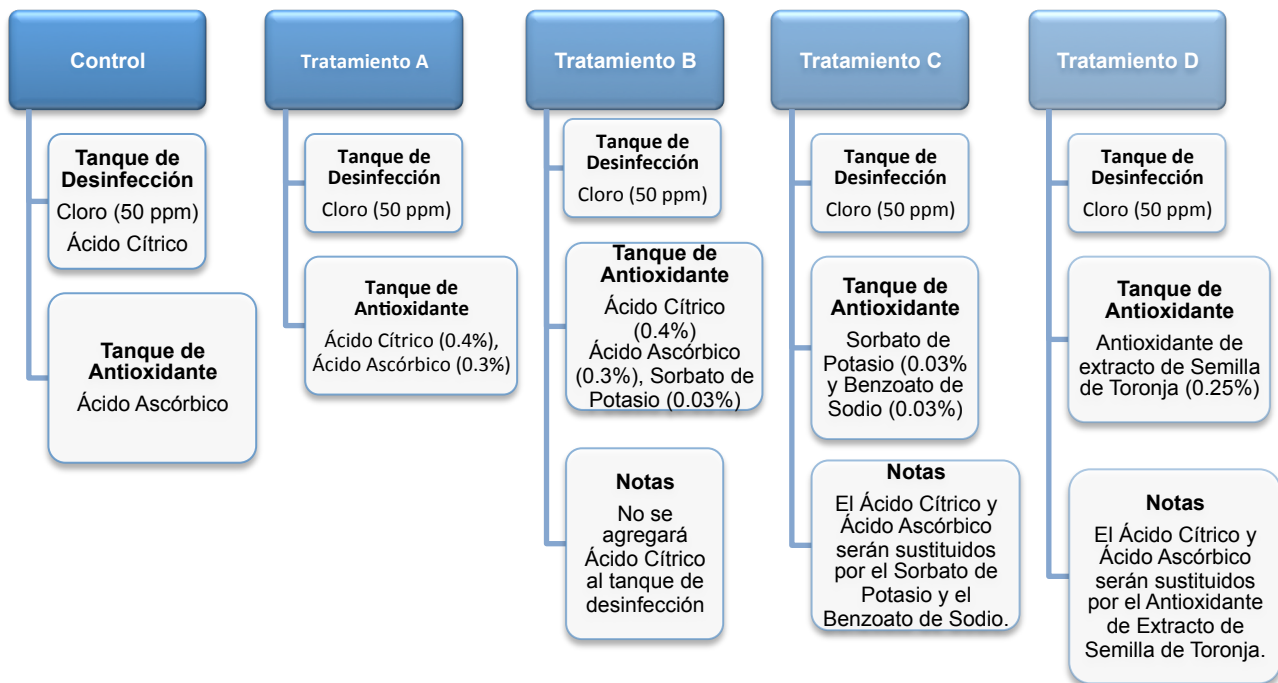 Control
Tanque de
Desinfección
Cloro (50 ppm)
Ácido Cítrico
Tanque de
Antioxidante
Ácido Ascórbico
Tratamiento A
Tanque de
Desinfección
Cloro (50 ppm)
Tanque de
Antioxidante
Ácido Cítrico (0.4%),
Ácido Ascórbico (0.3%)
Tratamiento B
Tanque de
Desinfección
Cloro (50 ppm)
Tanque de
Antioxidante
Ácido Cítrico
(0.4%)
Ácido Ascórbico
(0.3%), Sorbato de
Potasio (0.03%)
Notas
No se
agregará
Ácido Cítrico
al tanque de
desinfección
Tratamiento C
Tanque de
Desinfección
Cloro (50 ppm)
Tanque de
Antioxidante
Sorbato de
Potasio (0.03%
y Benzoato de
Sodio (0.03%)
Notas
El Ácido Cítrico y
Ácido Ascórbico
serán sustituidos
por el Sorbato de
Potasio y el
Benzoato de Sodio.
Tratamiento D
Tanque de
Desinfección
Cloro (50 ppm)
Tanque de
Antioxidante
Antioxidante de
extracto de Semilla
de Toronja (0.25%)
Notas
El Ácido Cítrico y
Ácido Ascórbico
serán sustituidos
por el Antioxidante
de Extracto de
Semilla de Toronja.